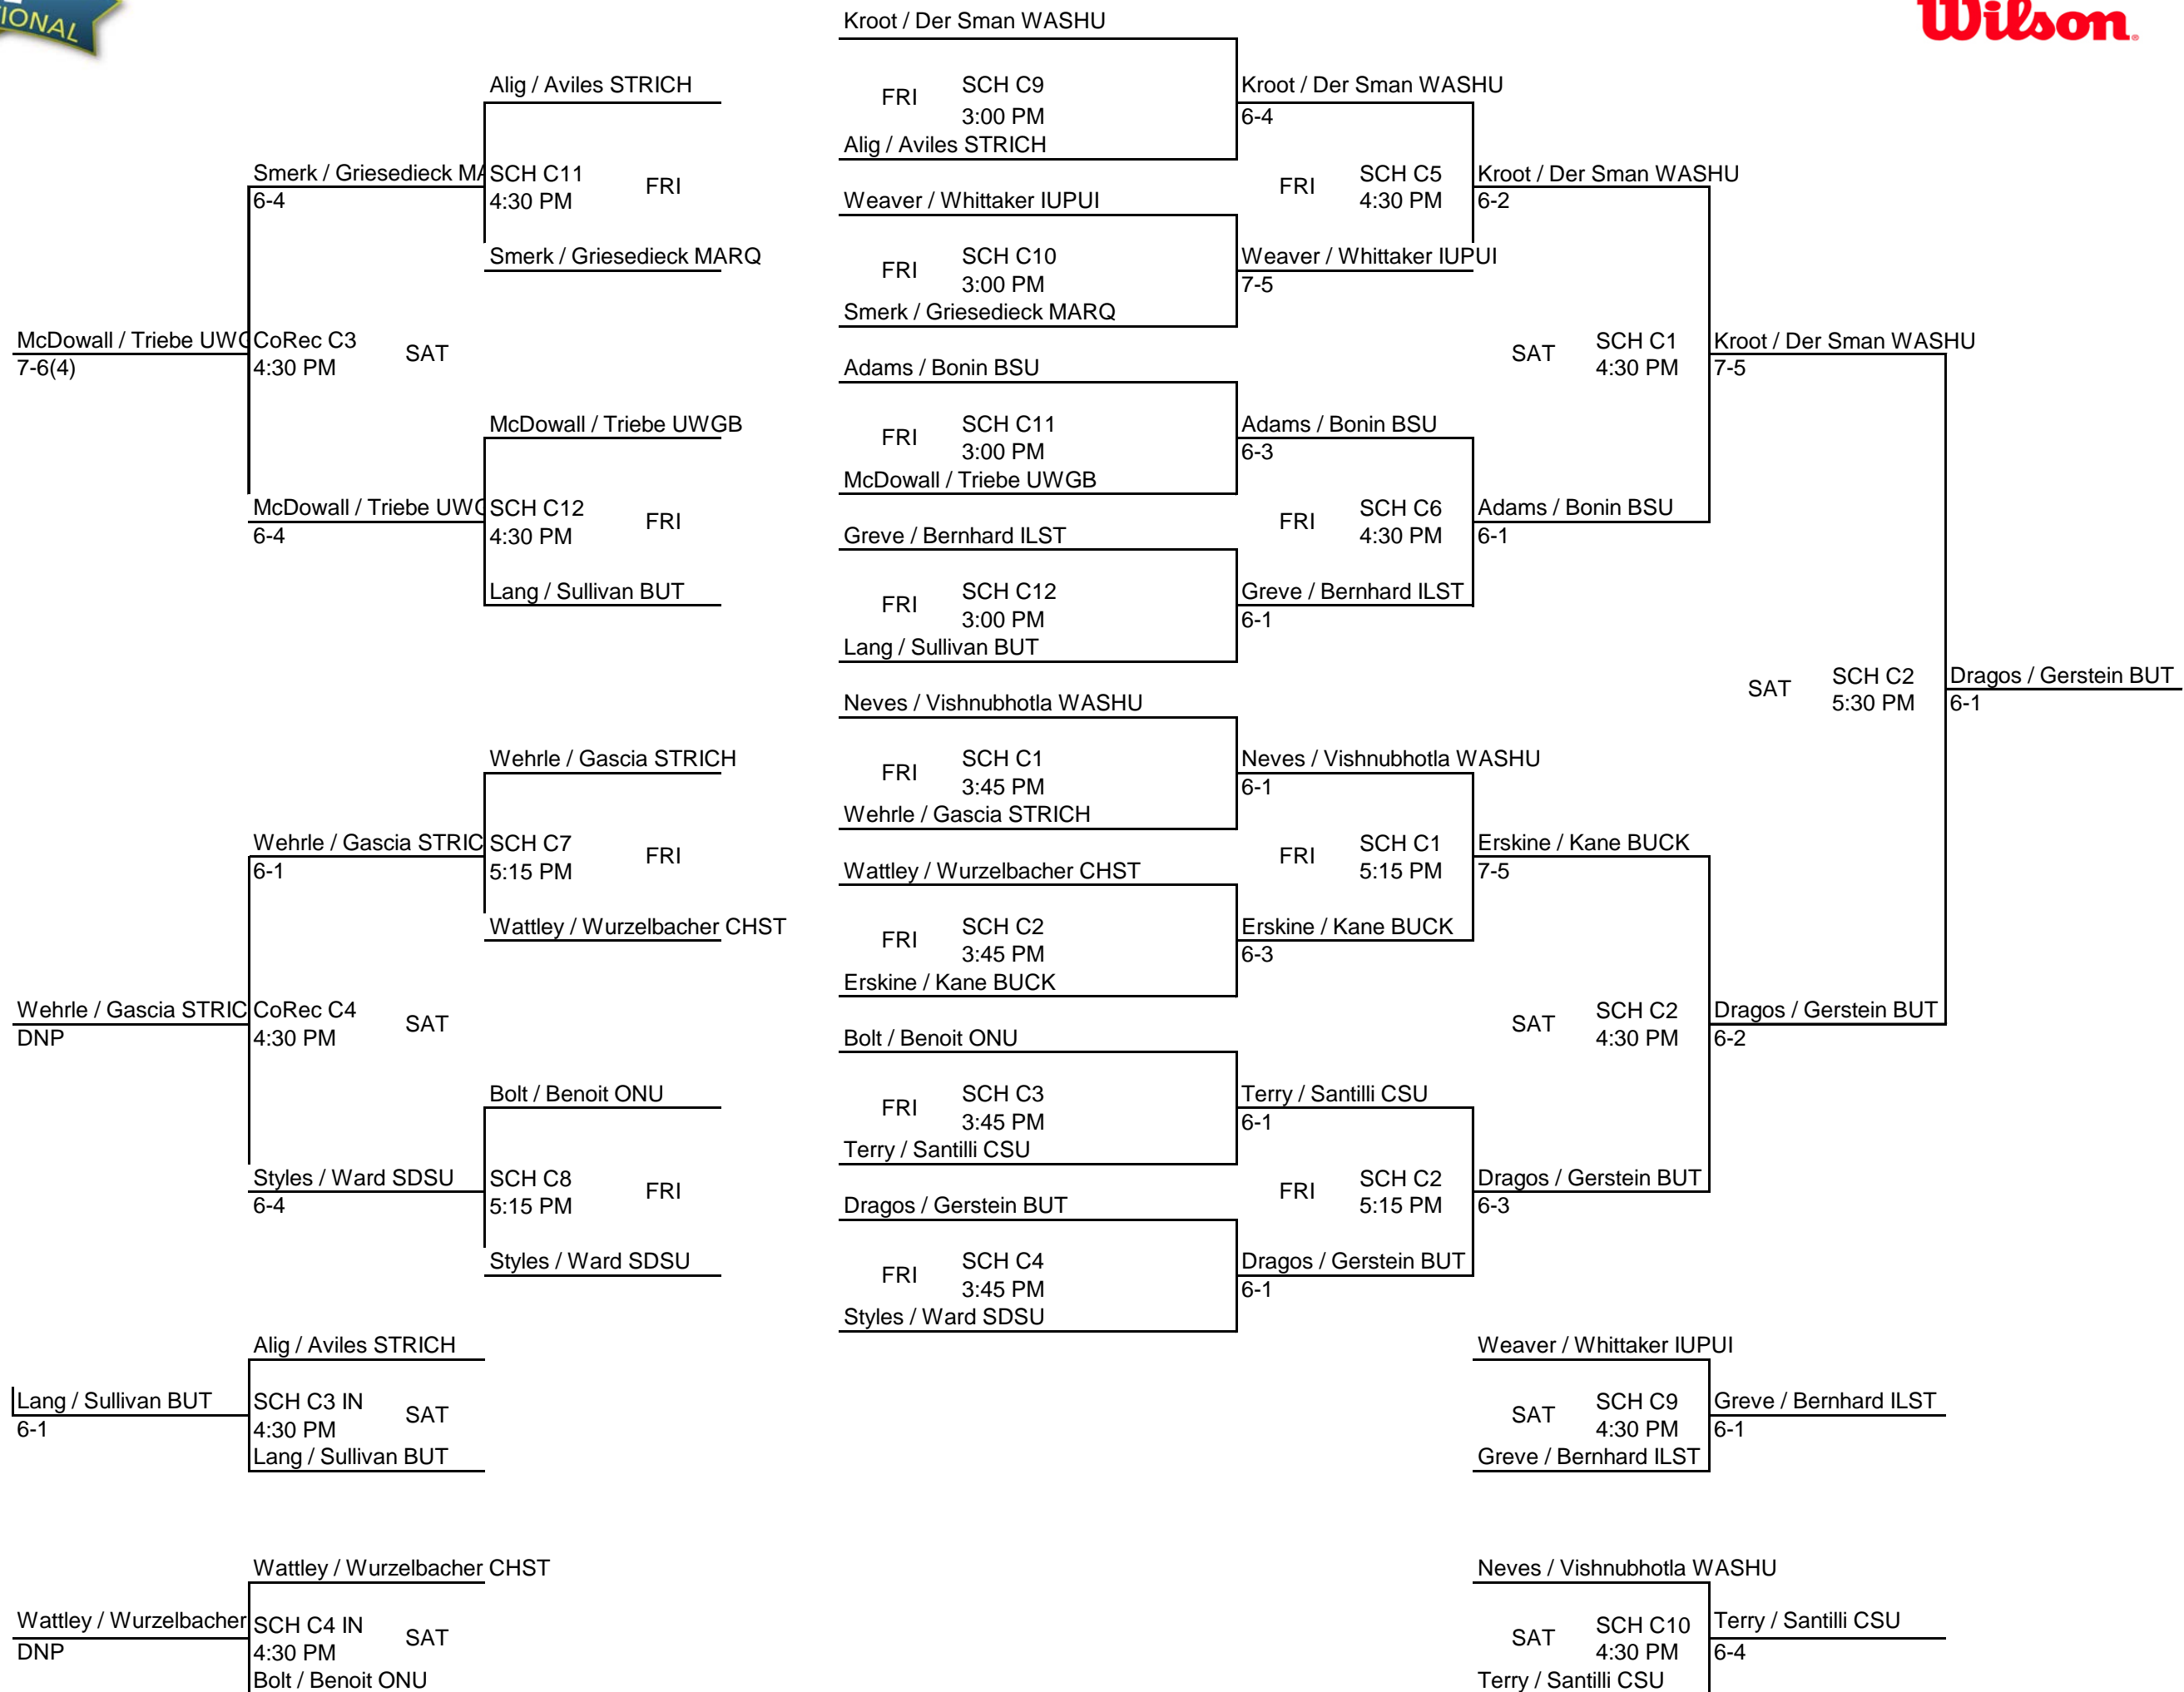 IONAL
Wilson.
Kroot / Der Sman WASHU
Alig / Aviles STRICH
FRI
SCH C9
3:00 PM
Kroot / Der Sman WASHU
6-4
Alig / Aviles STRICH
Smerk / Griesedieck MA
6-4
SCH C11
4:30 PM
FRI
FRI
SCH C5
4:30 PM
Kroot / Der Sman WASHU
6-2
Weaver / Whittaker IUPUI
Smerk / Griesedieck MARQ
FRI
SCH C10
3:00 PM
Weaver / Whittaker IUPUI
7-5
Smerk / Griesedieck MARQ
McDowall / Triebe UWG
7-6(4)
CoRec C3
4:30 PM
SAT
SAT
SCH C1
4:30 PM
Kroot / Der Sman WASHU
7-5
Adams / Bonin BSU
McDowall / Triebe UWGB
FRI
SCH C11
3:00 PM
Adams / Bonin BSU
6-3
McDowall / Triebe UWGB
McDowall / Triebe UWG
6-4
SCH C12
4:30 PM
FRI
FRI
SCH C6
4:30 PM
Adams / Bonin BSU
6-1
Greve / Bernhard ILST
Lang / Sullivan BUT
FRI
SCH C12
3:00 PM
Greve / Bernhard ILST
6-1
Lang / Sullivan BUT
SAT
SCH C2
5:30 PM
Dragos / Gerstein BUT
6-1
Neves / Vishnubhotla WASHU
Wehrle / Gascia STRICH
FRI
SCH C1
3:45 PM
Neves / Vishnubhotla WASHU
6-1
Wehrle / Gascia STRICH
Wehrle / Gascia STRIC
6-1
SCH C7
5:15 PM
FRI
FRI
SCH C1
5:15 PM
Erskine / Kane BUCK
7-5
Wattley / Wurzelbacher CHST
Wattley / Wurzelbacher CHST
FRI
SCH C2
3:45 PM
Erskine / Kane BUCK
6-3
Erskine / Kane BUCK
Wehrle / Gascia STRIC
DNP
CoRec C4
4:30 PM
SAT
SAT
SCH C2
4:30 PM
Dragos / Gerstein BUT
6-2
Bolt / Benoit ONU
Bolt / Benoit ONU
FRI
SCH C3
3:45 PM
Terry / Santilli CSU
6-1
Terry / Santilli CSU
Styles / Ward SDSU
6-4
SCH C8
5:15 PM
FRI
FRI
SCH C2
5:15 PM
Dragos / Gerstein BUT
6-3
Dragos / Gerstein BUT
Styles / Ward SDSU
FRI
SCH C4
3:45 PM
Dragos / Gerstein BUT
6-1
Styles / Ward SDSU
Alig / Aviles STRICH
Weaver / Whittaker IUPUI
Lang / Sullivan BUT
6-1
SCH C3 IN
4:30 PM
SAT
SAT
SCH C9
4:30 PM
Greve / Bernhard ILST
6-1
Lang / Sullivan BUT
Greve / Bernhard ILST
Wattley / Wurzelbacher CHST
Neves / Vishnubhotla WASHU
Wattley / Wurzelbacher
DNP
SCH C4 IN
4:30 PM
SAT
SAT
SCH C10
4:30 PM
Terry / Santilli CSU
6-4
Bolt / Benoit ONU
Terry / Santilli CSU